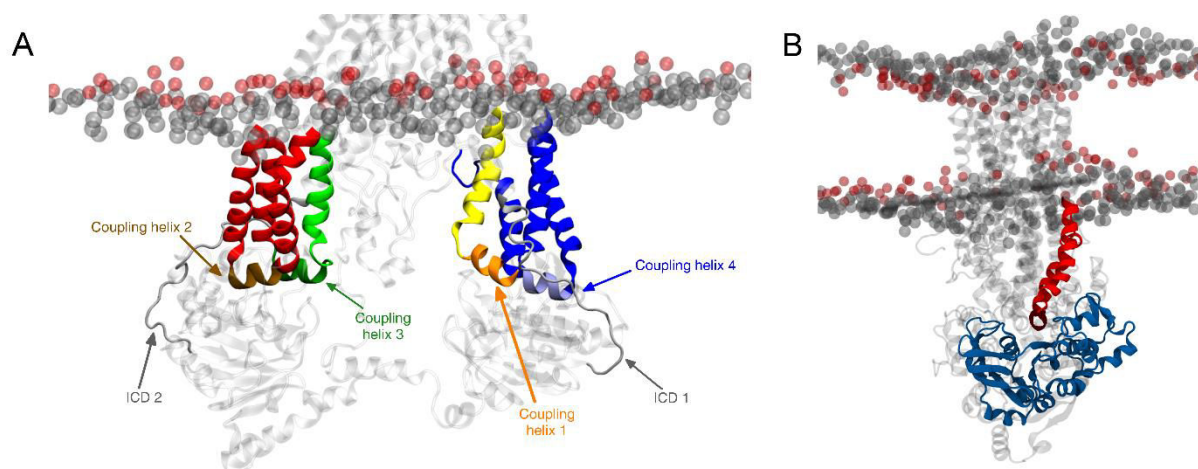 A
B
Coupling helix 2
Coupling helix 4
Coupling
helix 3
ICD 2
ICD 1
Coupling
helix 1